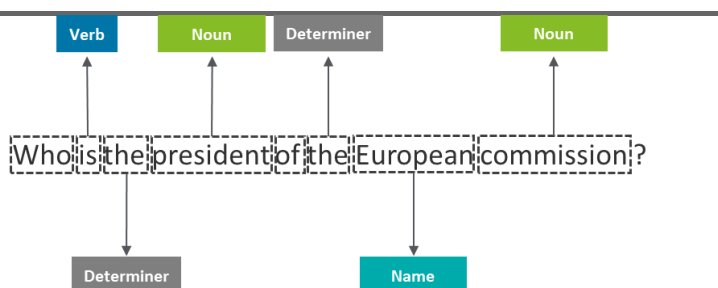 Verb Noun Determiner Noun
Who is the president of the European commission?
Determiner Name